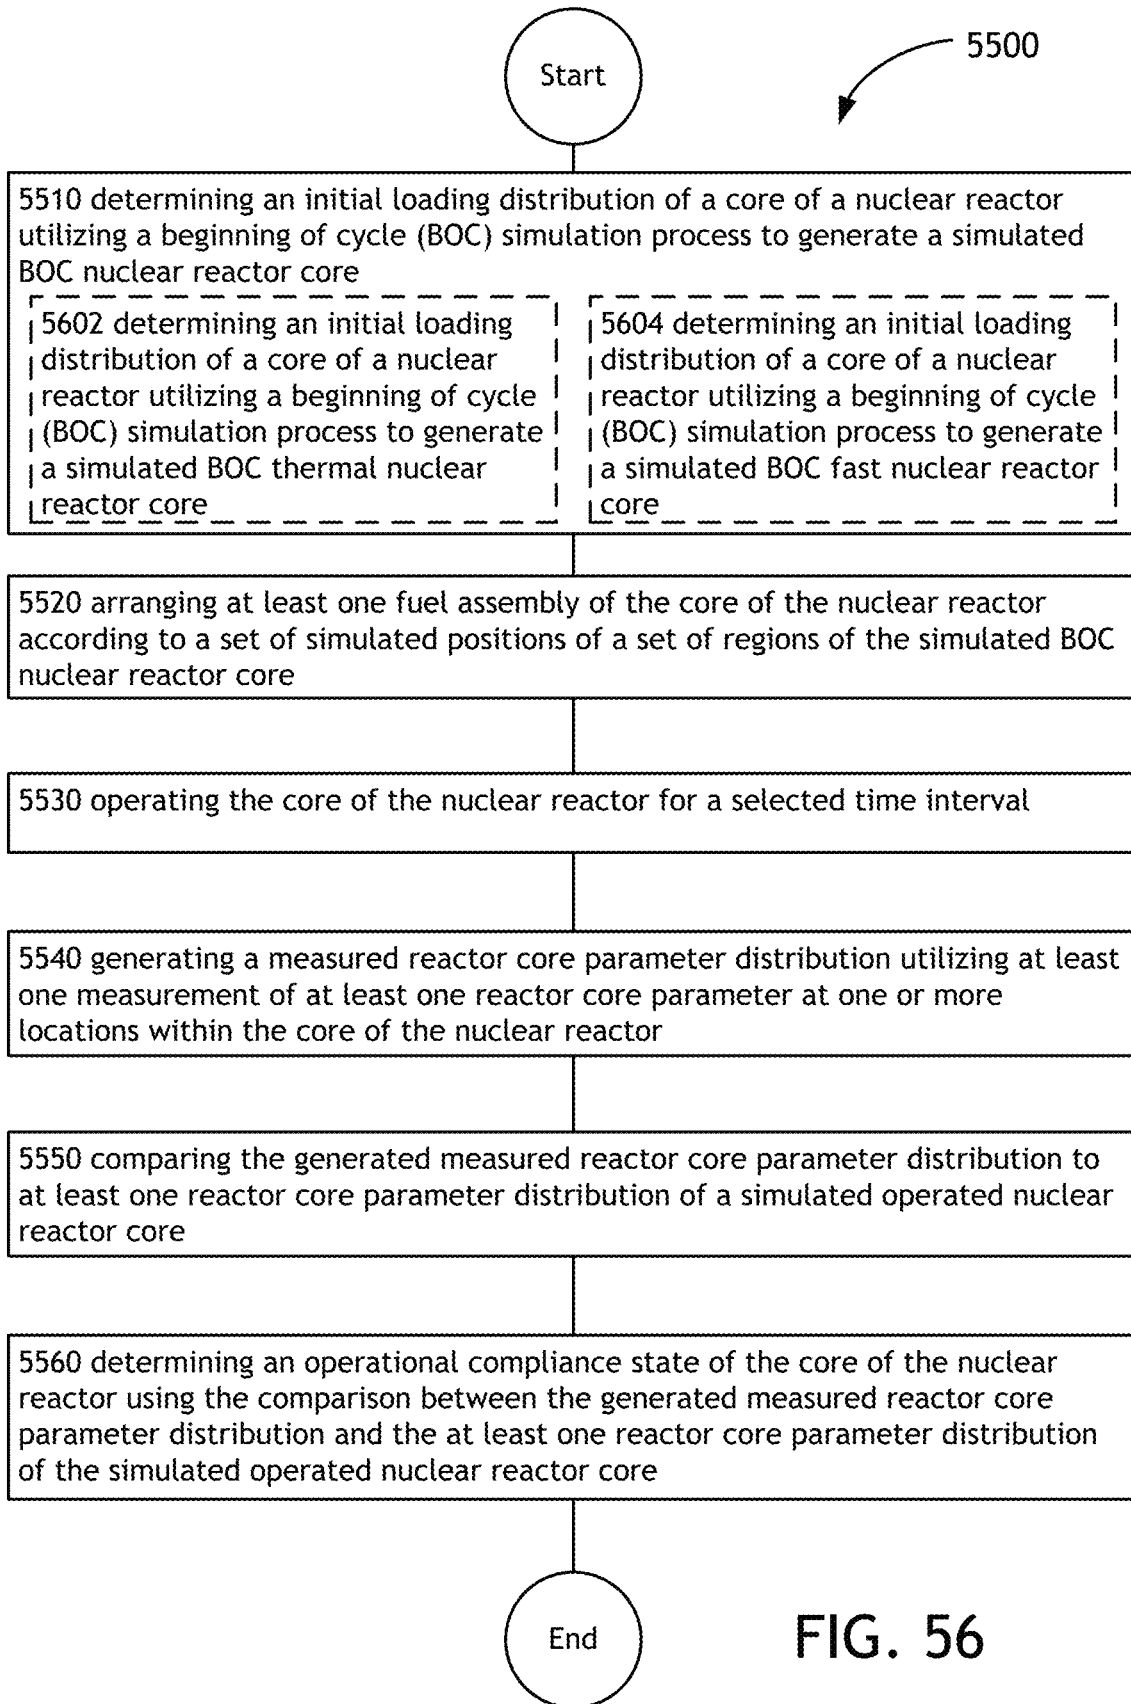 Start
5500
5510 determining an initial loading distribution of a core of a nuclear reactor
utilizing a beginning of cycle (BOC) simulation process to generate a simulated
BOC nuclear reactor core
5602 determining an initial loading
distribution of a core of a nuclear
reactor utilizing a beginning of cycle
(BOC) simulation process to generate
a simulated BOC thermal nuclear
reactor core
5604 determining an initial loading
distribution of a core of a nuclear
reactor utilizing a beginning of cycle
(BOC) simulation process to generate
a simulated BOC fast nuclear reactor
core
5520 arranging at least one fuel assembly of the core of the nuclear reactor
according to a set of simulated positions of a set of regions of the simulated BOC
nuclear reactor core
5530 operating the core of the nuclear reactor for a selected time interval
5540 generating a measured reactor core parameter distribution utilizing at least
one measurement of at least one reactor core parameter at one or more
locations within the core of the nuclear reactor
5550 comparing the generated measured reactor core parameter distribution to
at least one reactor core parameter distribution of a simulated operated nuclear
reactor core
5560 determining an operational compliance state of the core of the nuclear
reactor using the comparison between the generated measured reactor core
parameter distribution and the at least one reactor core parameter distribution
of the simulated operated nuclear reactor core
End
FIG. 56